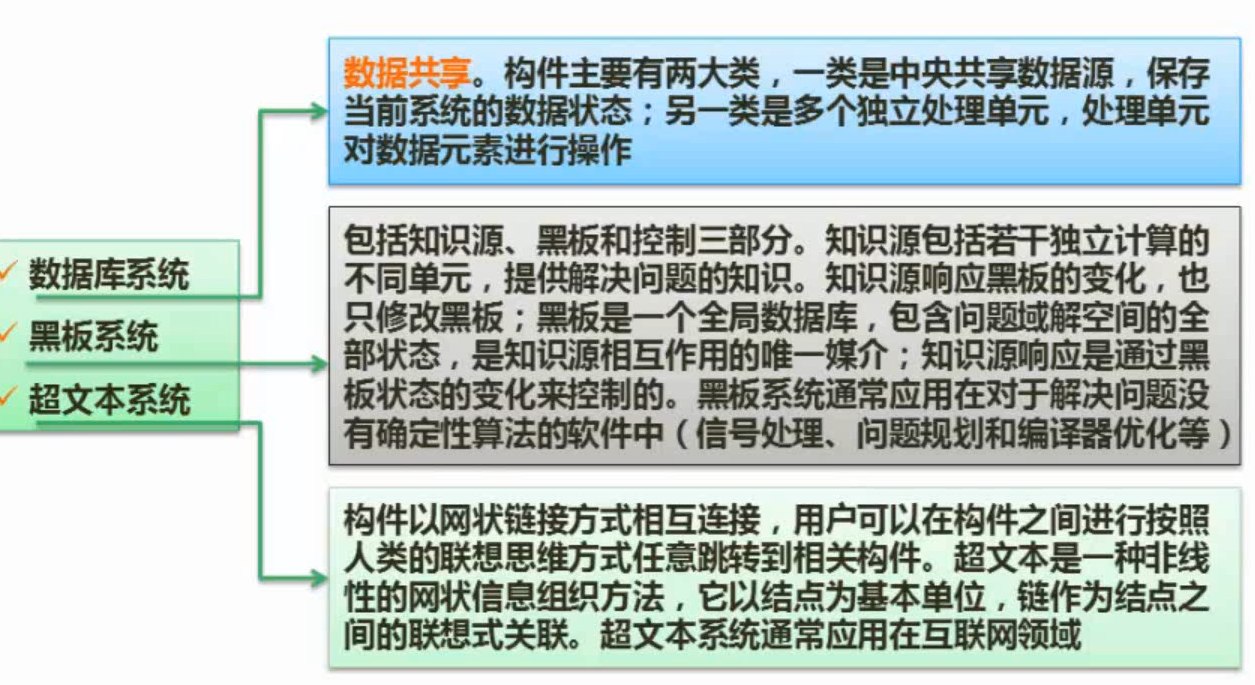 数据共享。构件主要有两大类，一类是中央共享数据源，保存
当前系统的数据状态；另一类是多个独立处理单元，处理单元
对数据元素进行操作
✓ 数据库系统
✓ 黑板系统
✓ 超文本系统
包括知识源、黑板和控制三部分。知识源包括若干独立计算的
不同单元，提供解决问题的知识。知识源响应黑板的变化，也
只修改黑板；黑板是一个全局数据库，包含问题域解空间的全
部状态，是知识源相互作用的唯一媒介；知识源响应是通过黑
板状态的变化来控制的。黑板系统通常应用在对于解决问题没
有确定性算法的软件中（信号处理、问题规划和编译器优化等）
构件以网状链接方式相互连接，用户可以在构件之间进行按照
人类的联想思维方式任意跳转到相关构件。超文本是一种非线
性的网状信息组织方法，它以结点为基本单位，链作为结点之
间的联想式关联。超文本系统通常应用在互联网领域